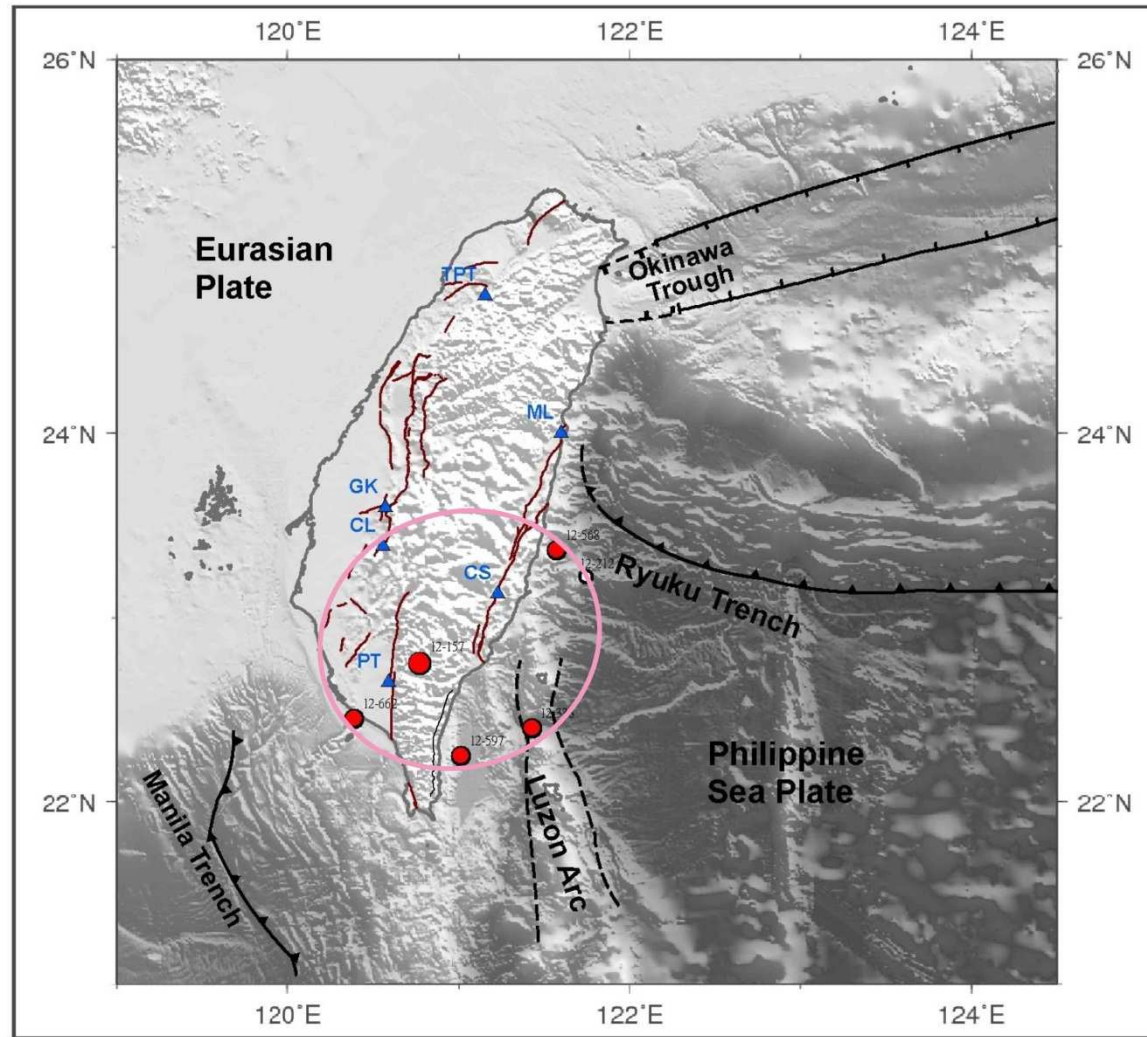 120°E
122°E
124°E
26°N
26°N
Eurasian
Plate
Okinawa
Trough
TPT
ML
24°N
24°N
GK
CL
12-568
12-212
CS
Ryuku Trench
12-157
PT
12-662
12-597
Philippine
Sea Plate
22°N
22°N
Manila Trench
Luzon Arc
120°E
122°E
124°E